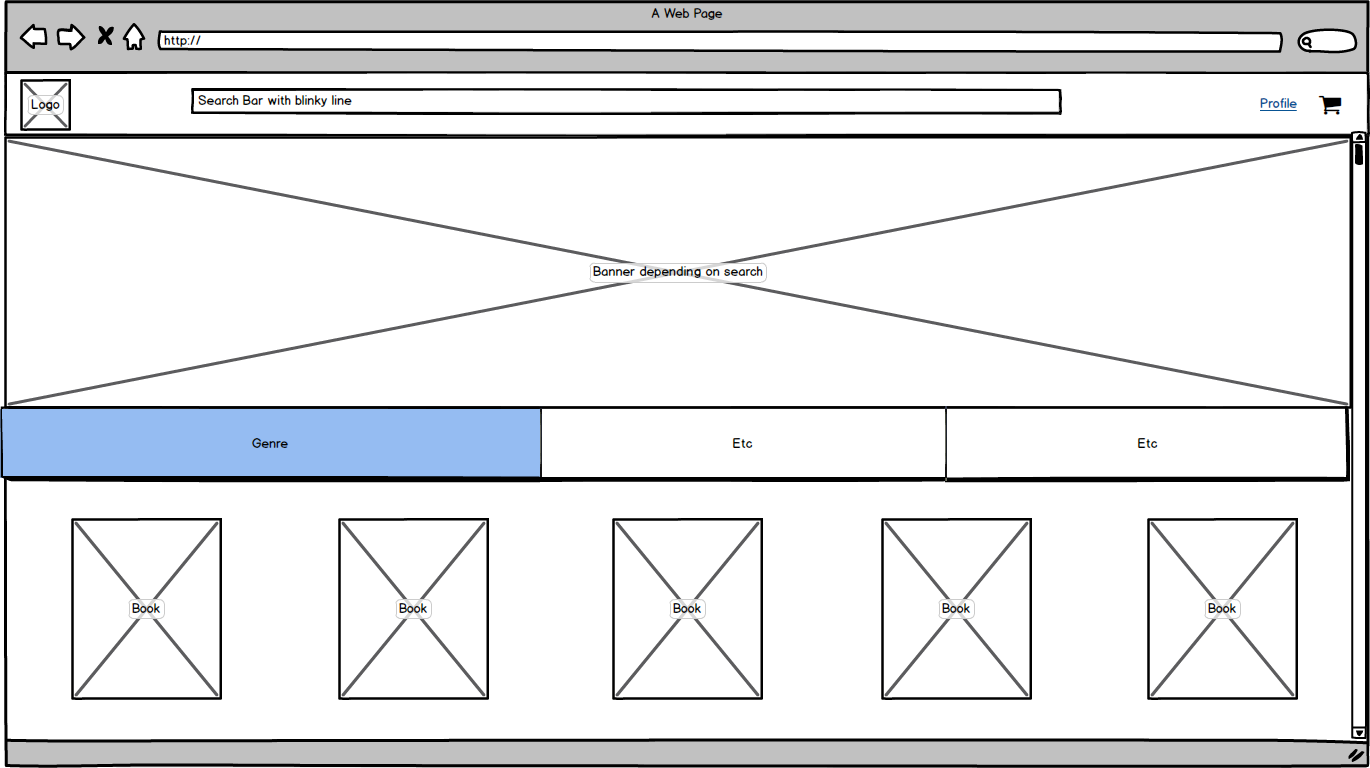 A Web Page
http://
Logo
Search Bar with blinky line
Profile
Banner depending on search
Genre
Etc
Etc
Book
Book
Book
Book
Book